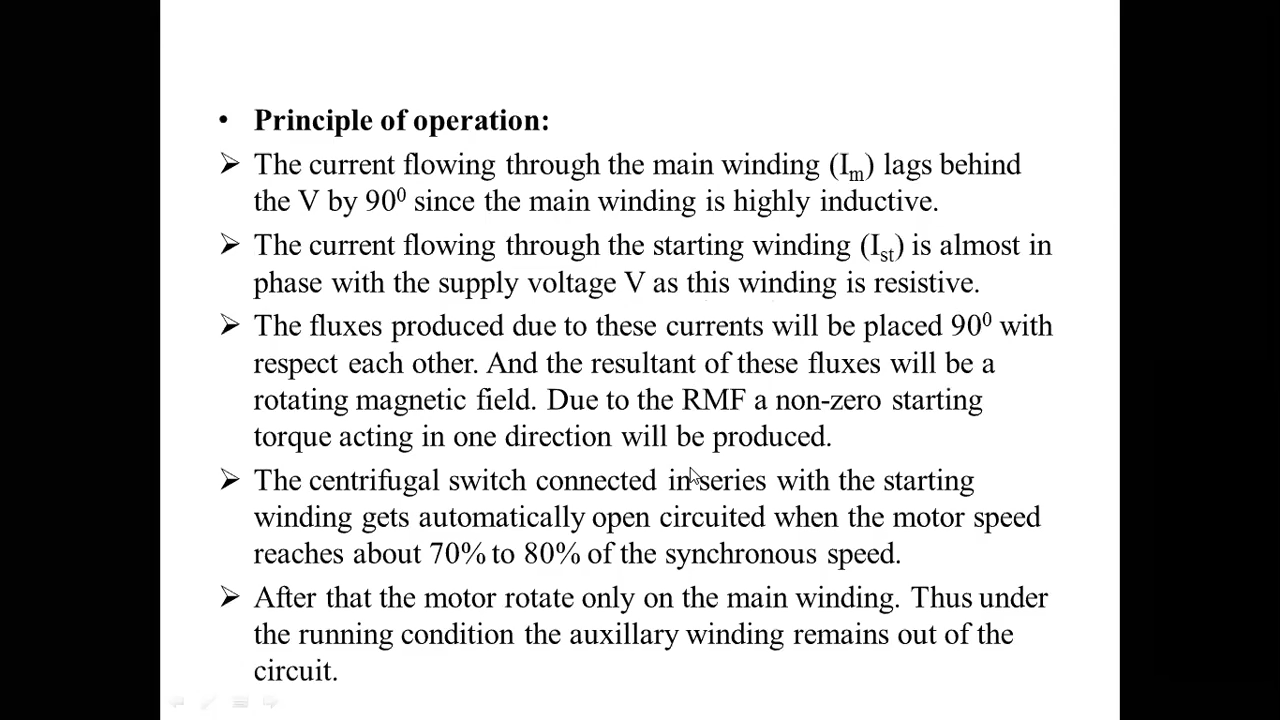 • Principle of operation:
➢ The current flowing through the main winding (Im) lags behind
the V by 90⁰ since the main winding is highly inductive.
➢ The current flowing through the starting winding (Ist) is almost in
phase with the supply voltage V as this winding is resistive.
➢ The fluxes produced due to these currents will be placed 90⁰ with
respect each other. And the resultant of these fluxes will be a
rotating magnetic field. Due to the RMF a non-zero starting
torque acting in one direction will be produced.
➢ The centrifugal switch connected in series with the starting
winding gets automatically open circuited when the motor speed
reaches about 70% to 80% of the synchronous speed.
➢ After that the motor rotate only on the main winding. Thus under
the running condition the auxillary winding remains out of the
circuit.